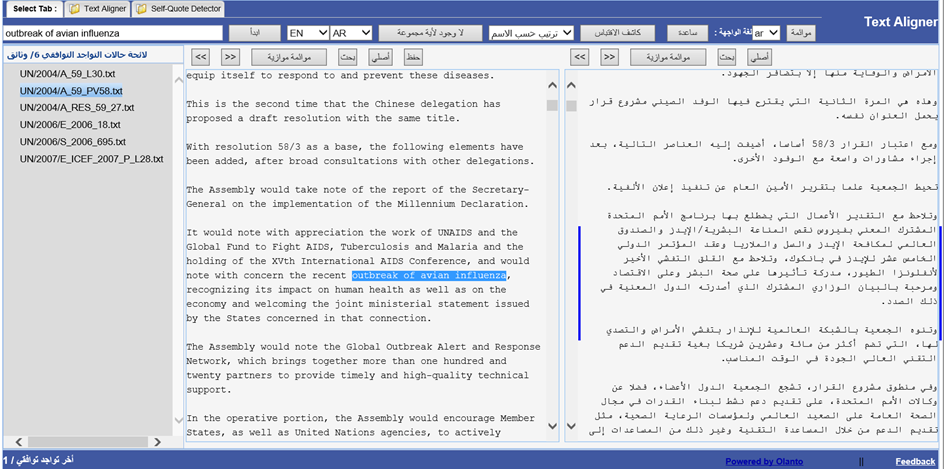 Select Tab :
Text Aligner
Self-Quote Detector
Text Aligner
outbreak of avian influenza
ابدأ
EN
AR
لا وجود لأية مجموعة
ترتيب حسب الاسم
كاشف الاقتباس
ساعدة
لغة الواجهة :
ar
موائمة
لائحة حالات التواجد التوافقي 6/ وثائق
UN/2004/A_59_L30.txt
UN/2004/A_59_PV58.txt
UN/2004/A_RES_59_27.txt
UN/2006/E_2006_18.txt
UN/2006/S_2006_695.txt
UN/2007/E_ICEF_2007_P_L28.txt
<<
>>
موائمة موازية
بحث
أصلي
حفظ
equip itself to respond to and prevent these diseases.
This is the second time that the Chinese delegation has
proposed a draft resolution with the same title.
With resolution 58/3 as a base, the following elements have
been added, after broad consultations with other delegations.
The Assembly would take note of the report of the Secretary-
General on the implementation of the Millennium Declaration.
It would note with appreciation the work of UNAIDS and the
Global Fund to Fight AIDS, Tuberculosis and Malaria and the
holding of the XVth International AIDS Conference, and would
note with concern the recent outbreak of avian influenza,
recognizing its impact on human health as well as on the
economy and welcoming the joint ministerial statement issued
by the States concerned in that connection.
The Assembly would note the Global Outbreak Alert and Response
Network, which brings together more than one hundred and
twenty partners to provide timely and high-quality technical
support.
In the operative portion, the Assembly would encourage Member
States, as well as United Nations agencies, to actively
<<
>>
موائمة موازية
بحث
أصلي
الأمراض والوقاية منها إلا بتضافر الجهود.
وهذه هي المرة الثانية التي يقترح فيها الوفد الصيني مشروع قرار
يحمل العنوان نفسه.
ومع اعتبار القرار 58/3 أساسا، أضيفت إليه العناصر التالية، بعد
إجراء مشاورات واسعة مع الوفود الأخرى.
تحيط الجمعية علما بتقرير الأمين العام عن تنفيذ إعلان الألفية.
وتلاحظ مع التقدير الأعمال التي يضطلع بها برنامج الأمم المتحدة
المشترك المعني بفيروس نقص المناعة البشرية/الإيدز والصندوق
العالمي لمكافحة الإيدز والسل والملاريا وعقد المؤتمر الدولي
الخامس عشر للإيدز في بانكوك، وتلاحظ مع القلق التفشي الأخير
لأنفلونزا الطيور، مدركة تأثيرها على صحة البشر وعلى الاقتصاد
ومرحبة بالبيان الوزاري المشترك الذي أصدرته الدول المعنية في
ذلك الصدد.
وتنوه الجمعية بالشبكة العالمية للإنذار بتفشي الأمراض والتصدي
لها، التي تضم أكثر من مائة وعشرين شريكا بغية تقديم الدعم
التقني العالي الجودة في الوقت المناسب.
وفي منطوق مشروع القرار، تشجع الجمعية الدول الأعضاء، فضلا عن
وكالات الأمم المتحدة، على تقديم دعم نشط لبناء القدرات في مجال
الصحة العامة على الصعيد العالمي ولمؤسسات الرعاية الصحية، مثل
تقديم الدعم من خلال المساعدة التقنية وغير ذلك من المساعدات إلى
أخر تواجد توافقي / 1
Powered by Olanto
||
Feedback